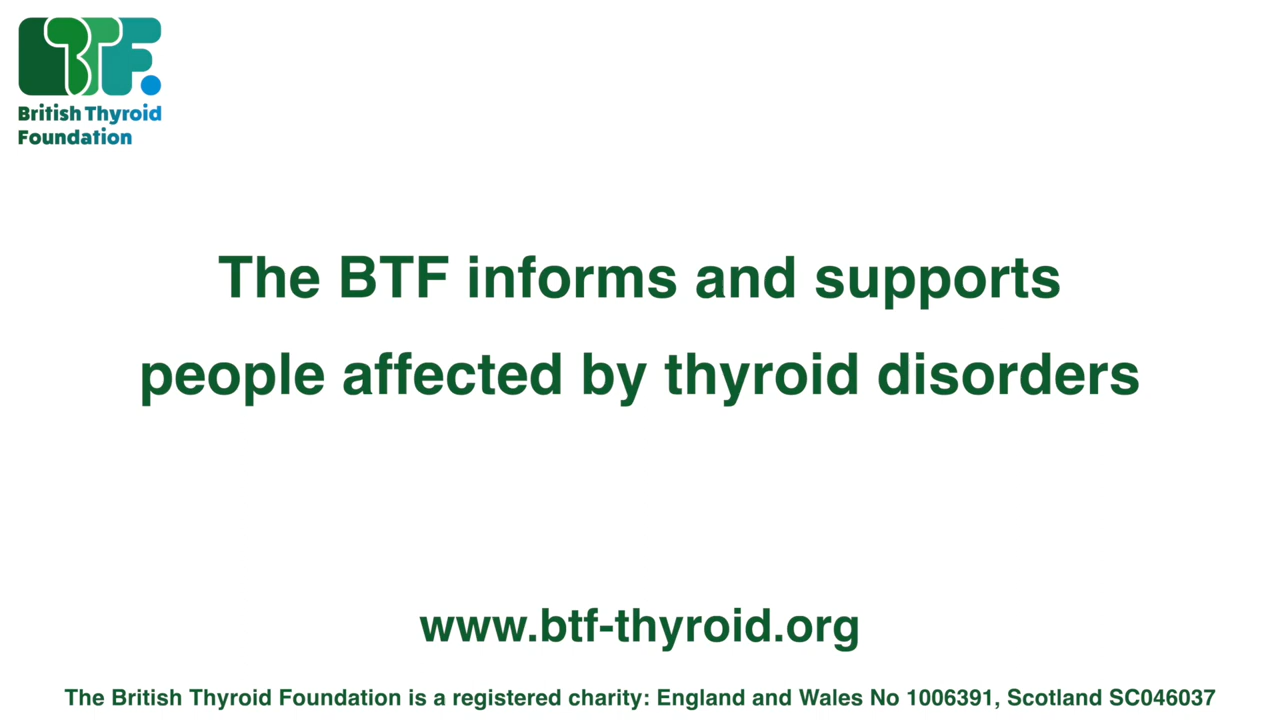 BTF.
British Thyroid
Foundation
The BTF informs and supports
people affected by thyroid disorders
www.btf-thyroid.org
The British Thyroid Foundation is a registered charity: England and Wales No 1006391, Scotland SC046037